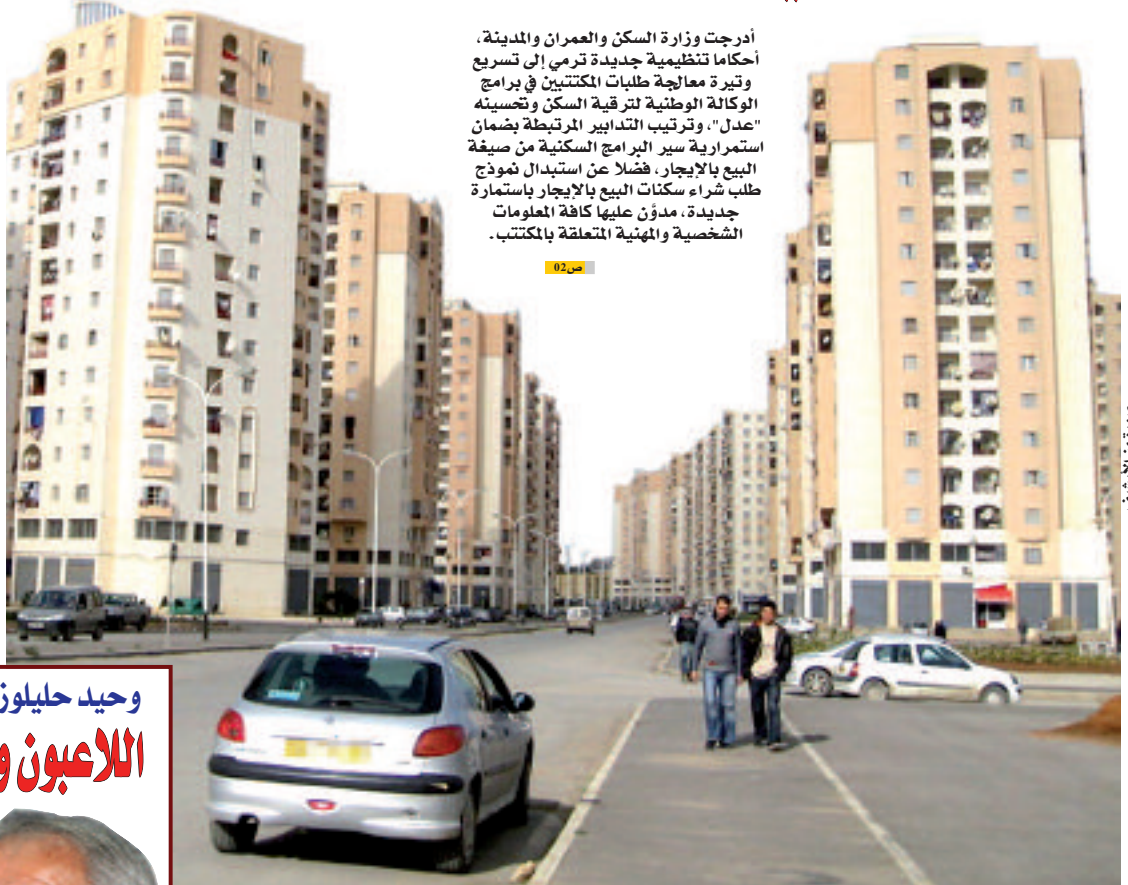 أدرجت وزارة السكن والعمران والمدينة،
أحكاما تنظيمية جديدة ترمي إلى تسريع
وتيرة معالجة طلبات المكتتبين في برامج
الوكالة الوطنية لترقية السكن وتحسينه
"عدل"، وترتيب التدابير المرتبطة بضمان
استمرارية سير البرامج السكنية من صيغة
البيع بالإيجار، فضلا عن استبدال نموذج
طلب شراء سكنات البيع بالإيجار باستمارة
جديدة، مدوَّن عليها كافة المعلومات
الشخصية والمهنية المتعلقة بالمكتتب.
ص02
وحيد حليلوز
اللاعبون و